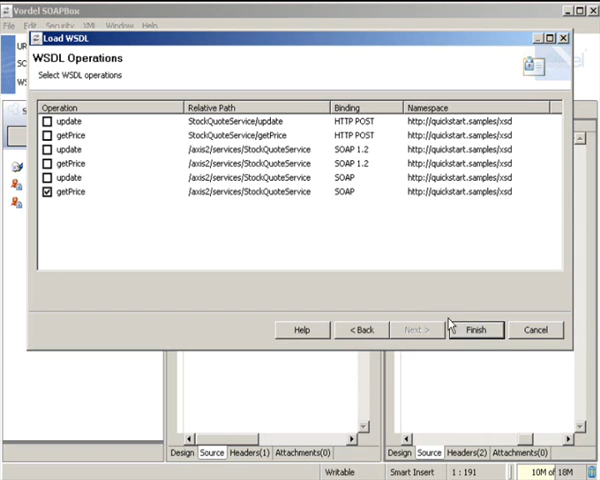 Vordel SOAPBox
File Edit Security XML Window Help
Load WSDL
WSDL Operations
Select WSDL operations
Operation Relative Path Binding Namespace
update StockQuoteService/update HTTP POST http://quickstart.samples/xsd
getPrice StockQuoteService/getPrice HTTP POST http://quickstart.samples/xsd
update /axis2/services/StockQuoteService SOAP 1.2 http://quickstart.samples/xsd
getPrice /axis2/services/StockQuoteService SOAP 1.2 http://quickstart.samples/xsd
update /axis2/services/StockQuoteService SOAP http://quickstart.samples/xsd
getPrice /axis2/services/StockQuoteService SOAP http://quickstart.samples/xsd
Help < Back Next > Finish Cancel
Design Source Headers(1) Attachments(0) Design Source Headers(2) Attachments(0)
Writable Smart Insert 1 : 191 10M of 18M